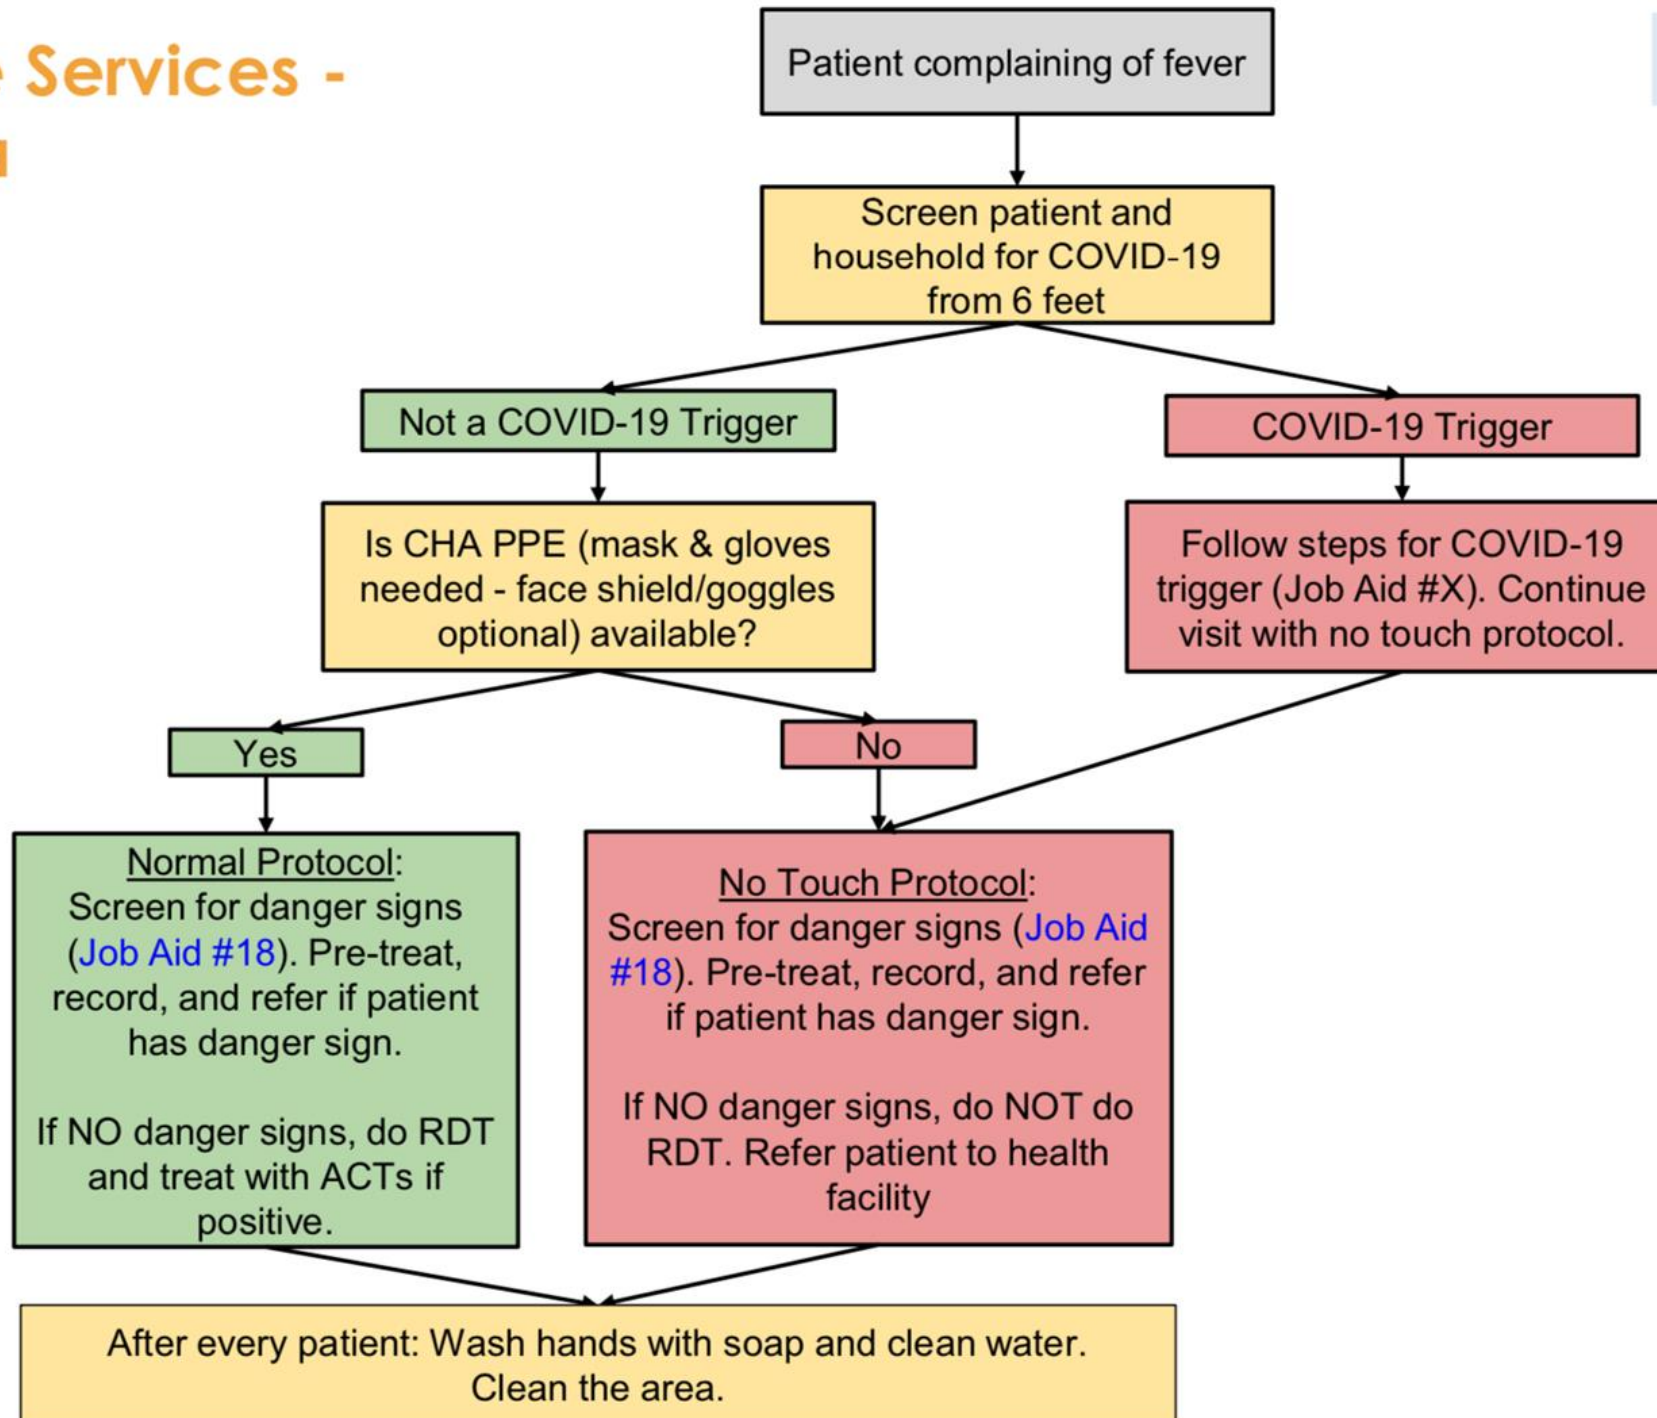 Services -
Patient complaining of fever
Screen patient and
household for COVID-19
from 6 feet
Not a COVID-19 Trigger
COVID-19 Trigger
Is CHA PPE (mask & gloves
needed - face shield/goggles
optional) available?
Follow steps for COVID-19
trigger (Job Aid #X). Continue
visit with no touch protocol.
Yes
No
Normal Protocol:
Screen for danger signs
(Job Aid #18). Pre-treat,
record, and refer if patient
has danger sign.
If NO danger signs, do RDT
and treat with ACTs if
positive.
No Touch Protocol:
Screen for danger signs (Job Aid
#18). Pre-treat, record, and refer
if patient has danger sign.
If NO danger signs, do NOT do
RDT. Refer patient to health
facility
After every patient: Wash hands with soap and clean water.
Clean the area.